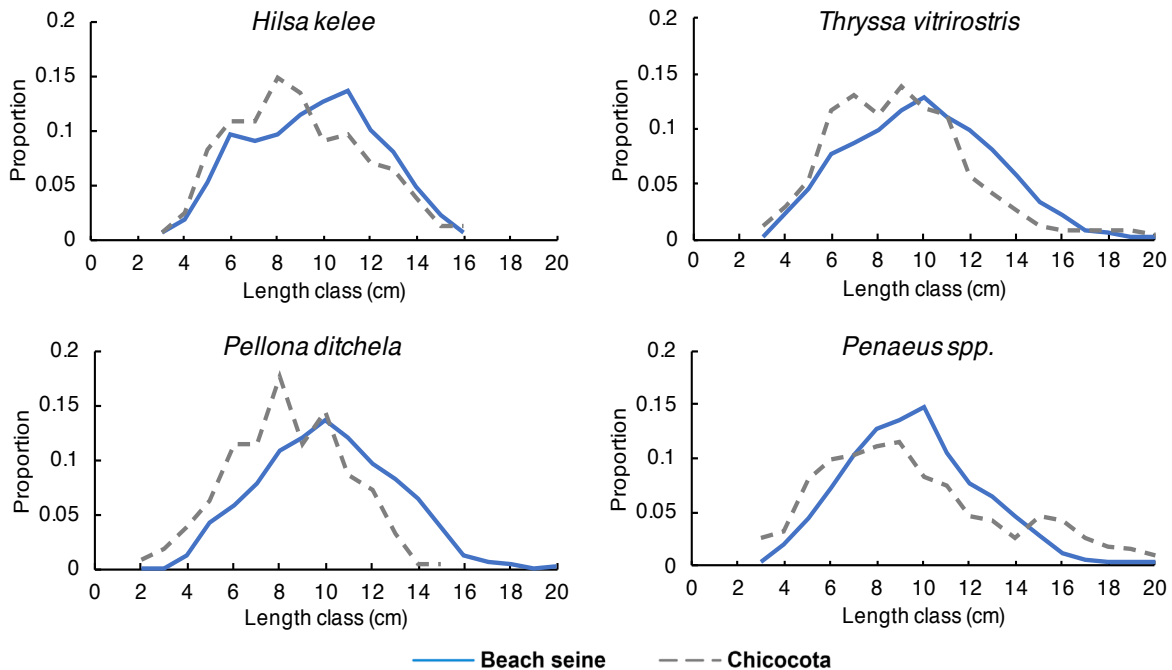 Hilsa kelee
0.2
0.15
0.1
0.05
0
Proportion
0 2 4 6 8 10 12 14 16 18 20
Length class (cm)
Thryssa vitrirostris
0.2
0.15
0.1
0.05
0
Proportion
0 2 4 6 8 10 12 14 16 18 20
Length class (cm)
Pellona ditchela
0.2
0.15
0.1
0.05
0
Proportion
0 2 4 6 8 10 12 14 16 18 20
Length class (cm)
Penaeus spp.
0.2
0.15
0.1
0.05
0
Proportion
0 2 4 6 8 10 12 14 16 18 20
Length class (cm)
Beach seine Chicocota